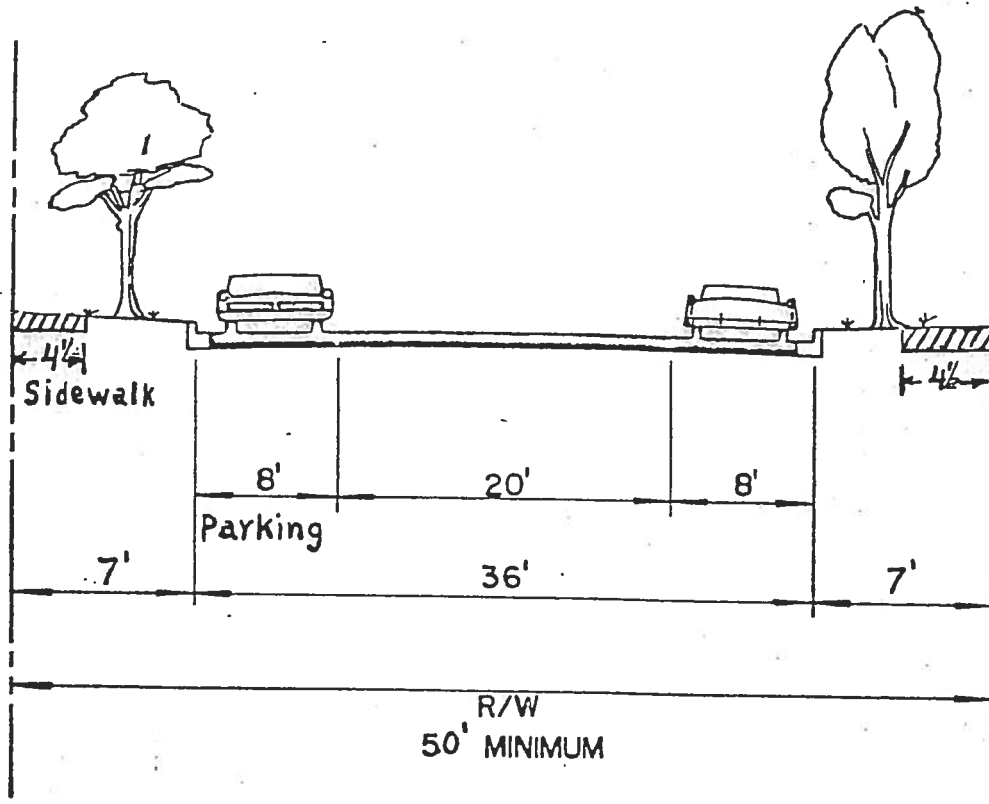 4½'
Sidewalk
4½'
8' 20' 8'
Parking
7' 36' 7'
R/W
50' MINIMUM